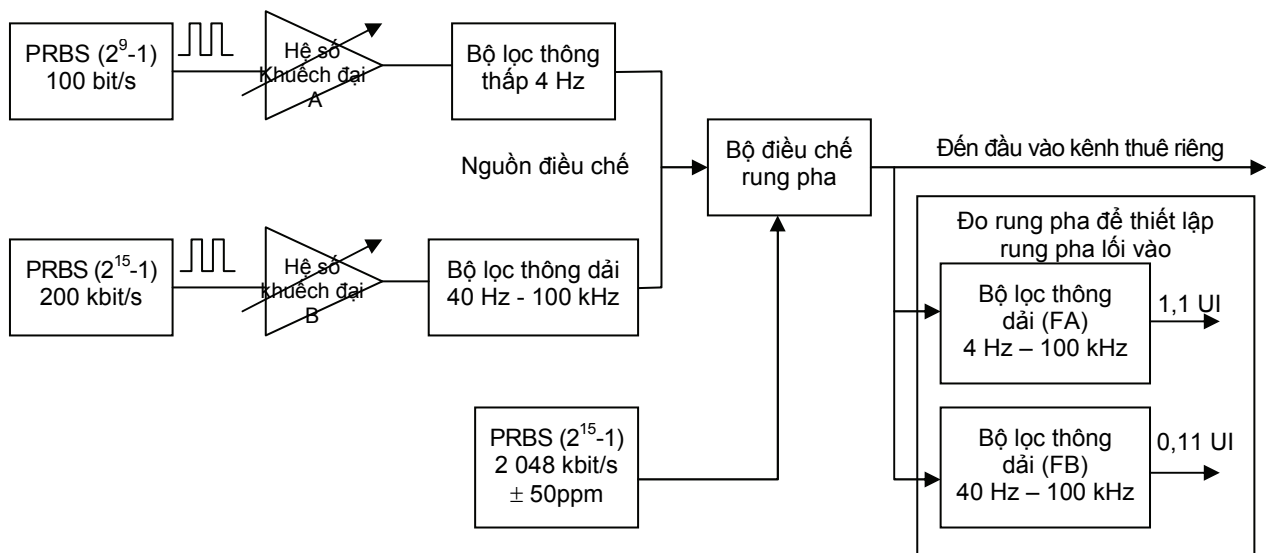 PRBS (2⁹-1)
100 bit/s
Hệ số
Khuếch đại
A
Bộ lọc thông
thấp 4 Hz
Nguồn điều chế
Bộ điều chế
rung pha
Đến đầu vào kênh thuê riêng
PRBS (2¹⁵-1)
200 kbit/s
Hệ số
khuếch đại
B
Bộ lọc thông dải
40 Hz - 100 kHz
Đo rung pha để thiết lập
rung pha lối vào
Bộ lọc thông
dải (FA)
4 Hz – 100 kHz
1,1 UI
PRBS (2¹⁵-1)
2 048 kbit/s
± 50ppm
Bộ lọc thông
dải (FB)
40 Hz – 100 kHz
0,11 UI